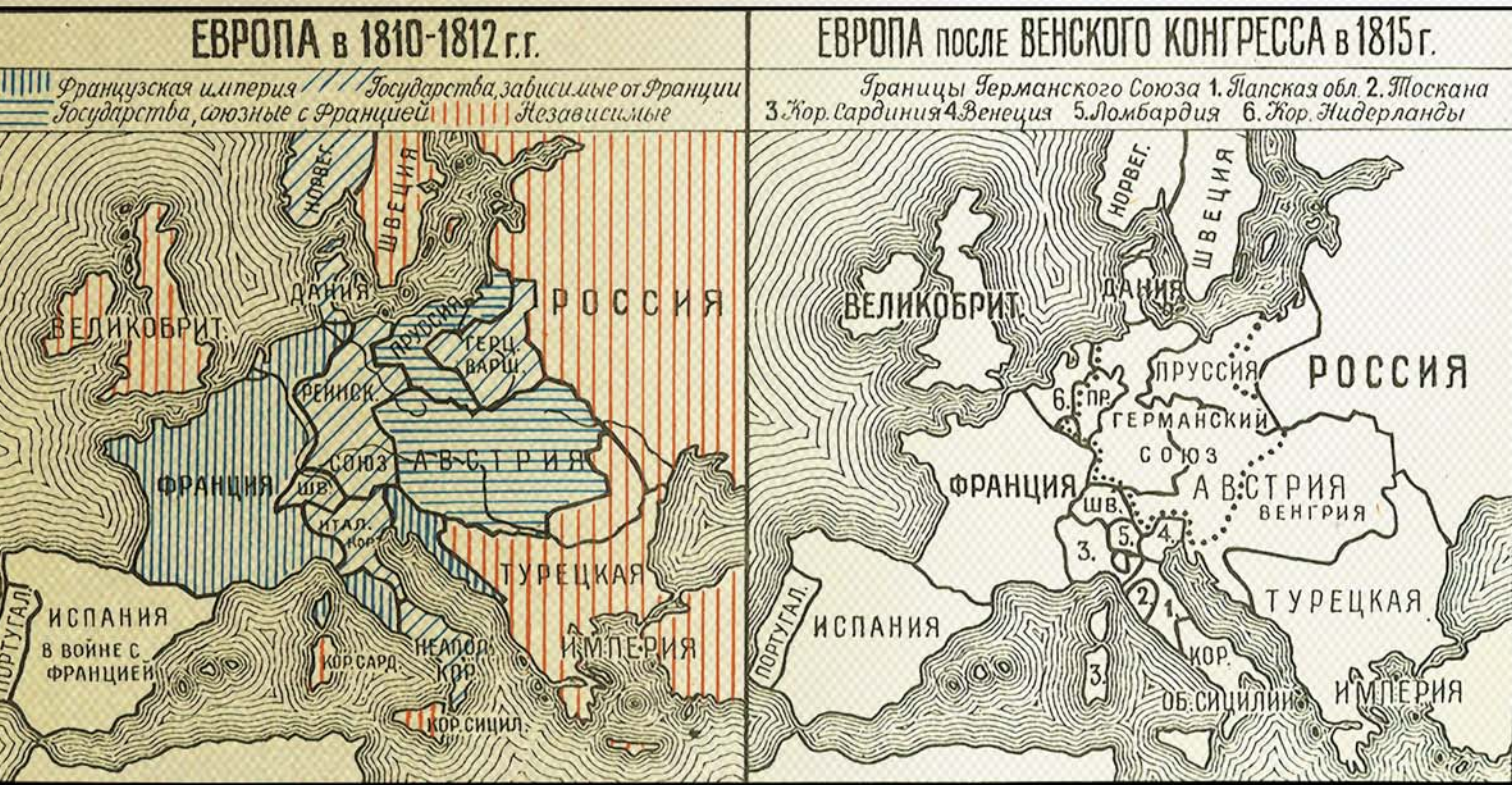 ЕВРОПА в 1810-1812 г.г.
Французская империя
Государства, зависимые от Франции
Государства, союзные с Францией
Независимые
НОРВЕГ.
ШВЕЦИЯ
ДАНИЯ
ВЕЛИКОБРИТ.
РОССИЯ
ПРУССИЯ
ГЕРЦ.
ВАРШ.
РЕЙНСК.
СОЮЗ
АВСТРИЯ
ФРАНЦИЯ
ШВ.
ИТАЛ.
КОР.
ТУРЕЦКАЯ
ИМПЕРИЯ
ПОРТУГАЛ.
ИСПАНИЯ
В ВОЙНЕ С
ФРАНЦИЕЙ
КОР. САРД.
НЕАПОЛ.
КОР.
КОР. СИЦИЛ.
ЕВРОПА ПОСЛЕ ВЕНСКОГО КОНГРЕССА в 1815 г.
Границы Германского Союза 1. Папская обл. 2. Тоскана
3. Кор. Сардиния 4 Венеция 5. Ломбардия 6. Кор. Нидерланды
НОРВЕГ.
ШВЕЦИЯ
ВЕЛИКОБРИТ.
ДАНИЯ
РОССИЯ
ПРУССИЯ
6.
ПР.
ГЕРМАНСКИЙ
СОЮЗ
ФРАНЦИЯ
АВСТРИЯ
ВЕНГРИЯ
ШВ.
3.
5.
4.
2
1.
ТУРЕЦКАЯ
ИМПЕРИЯ
ПОРТУГАЛ.
ИСПАНИЯ
3.
КОР.
ОБ. СИЦИЛИЙ